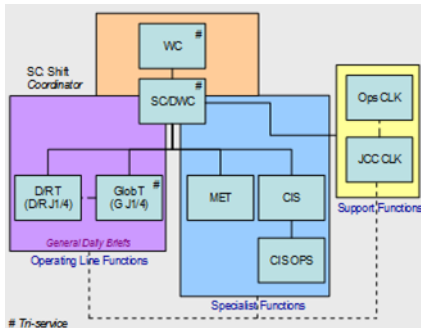 WC
#
SC: Shift
Coordinator
SC/DWC
#
Ops CLK
JCC CLK
Support Functions
D/RT
(D/R J1/4)
GlobT
(G J1/4)
#
MET
CIS
CIS OPS
General Daily Briefs
Operating Line Functions
Specialist Functions
# Tri-service